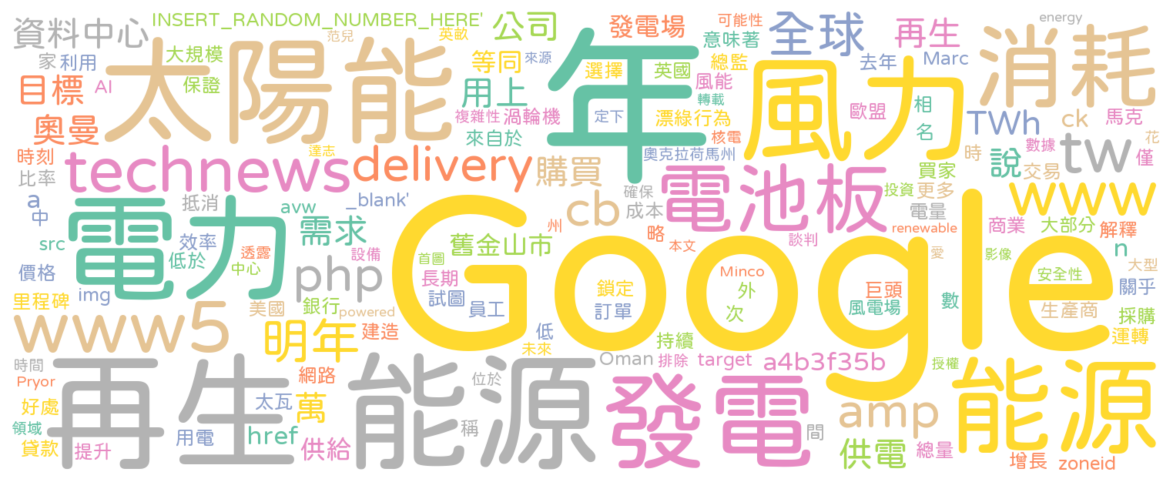 資料中心 INSERT_RANDOM_NUMBER_HERE' 公司 發電場 可能性 全球 再生 energy 消耗
家 利用 大規模 范兒 英畝 等同 來源 意味著 去年 Marc
目標 AI 保證 太陽能 用上 年 選擇 英國 總監 風能 風力 歐盟 相 TWh ck 馬克
奧曼 複雜性 渦輪機 定下 轉載 漂綠行為 名 數據 花
時刻 達志 technews delivery 來自於 核電 奧克拉荷馬州 買家 說 時 交易 tw 僅
比率 抵消 _blank' 購買 確保 電池板 投資 更多 www
a 中 avw cb 成本 電量 商業 大部分 解釋
src 電力 效率 需求 州 略 本文 談判 renewable n
價格 低於 透露 中心 設備 php 首圖 舊金山市 Google 愛 影像 安全性 大型
img 長期 Minco 外 巨頭 關乎
里程碑 美國 銀行 powered 試圖 員工 鎖定 訂單 次 風電場 數 生產商 採購
www5 明年 建造 低 未來 持續 運轉
時間 網路 位於 Oman 排除 target a4b3f35b 授權
Pryor 再生能源 發電 能源
好處 太瓦 萬 amp
領域 用電 href 稱 間 供電 總量
貸款 提升 供給 增長 zoneid